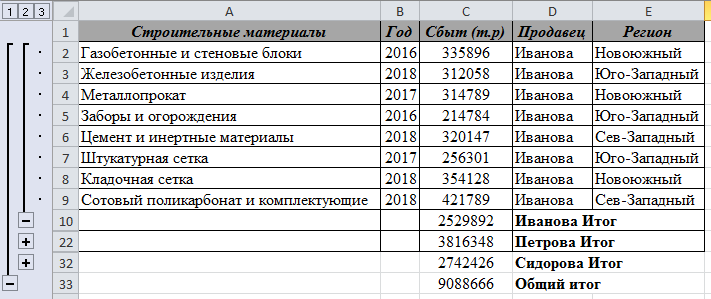 1 2 3 A B C D E
1 Строительные материалы Год Сбыт (т.р) Продавец Регион
2 Газобетонные и стеновые блоки 2016 335896 Иванова Новоюжный
3 Железобетонные изделия 2018 312058 Иванова Юго-Западный
4 Металлопрокат 2017 314789 Иванова Новоюжный
5 Заборы и огорождения 2016 214784 Иванова Юго-Западный
6 Цемент и инертные материалы 2018 320147 Иванова Сев-Западный
7 Штукатурная сетка 2017 256301 Иванова Юго-Западный
8 Кладочная сетка 2018 354128 Иванова Новоюжный
9 Сотовый поликарбонат и комплектующие 2018 421789 Иванова Сев-Западный
10 2529892 Иванова Итог
22 3816348 Петрова Итог
32 2742426 Сидорова Итог
33 9088666 Общий итог